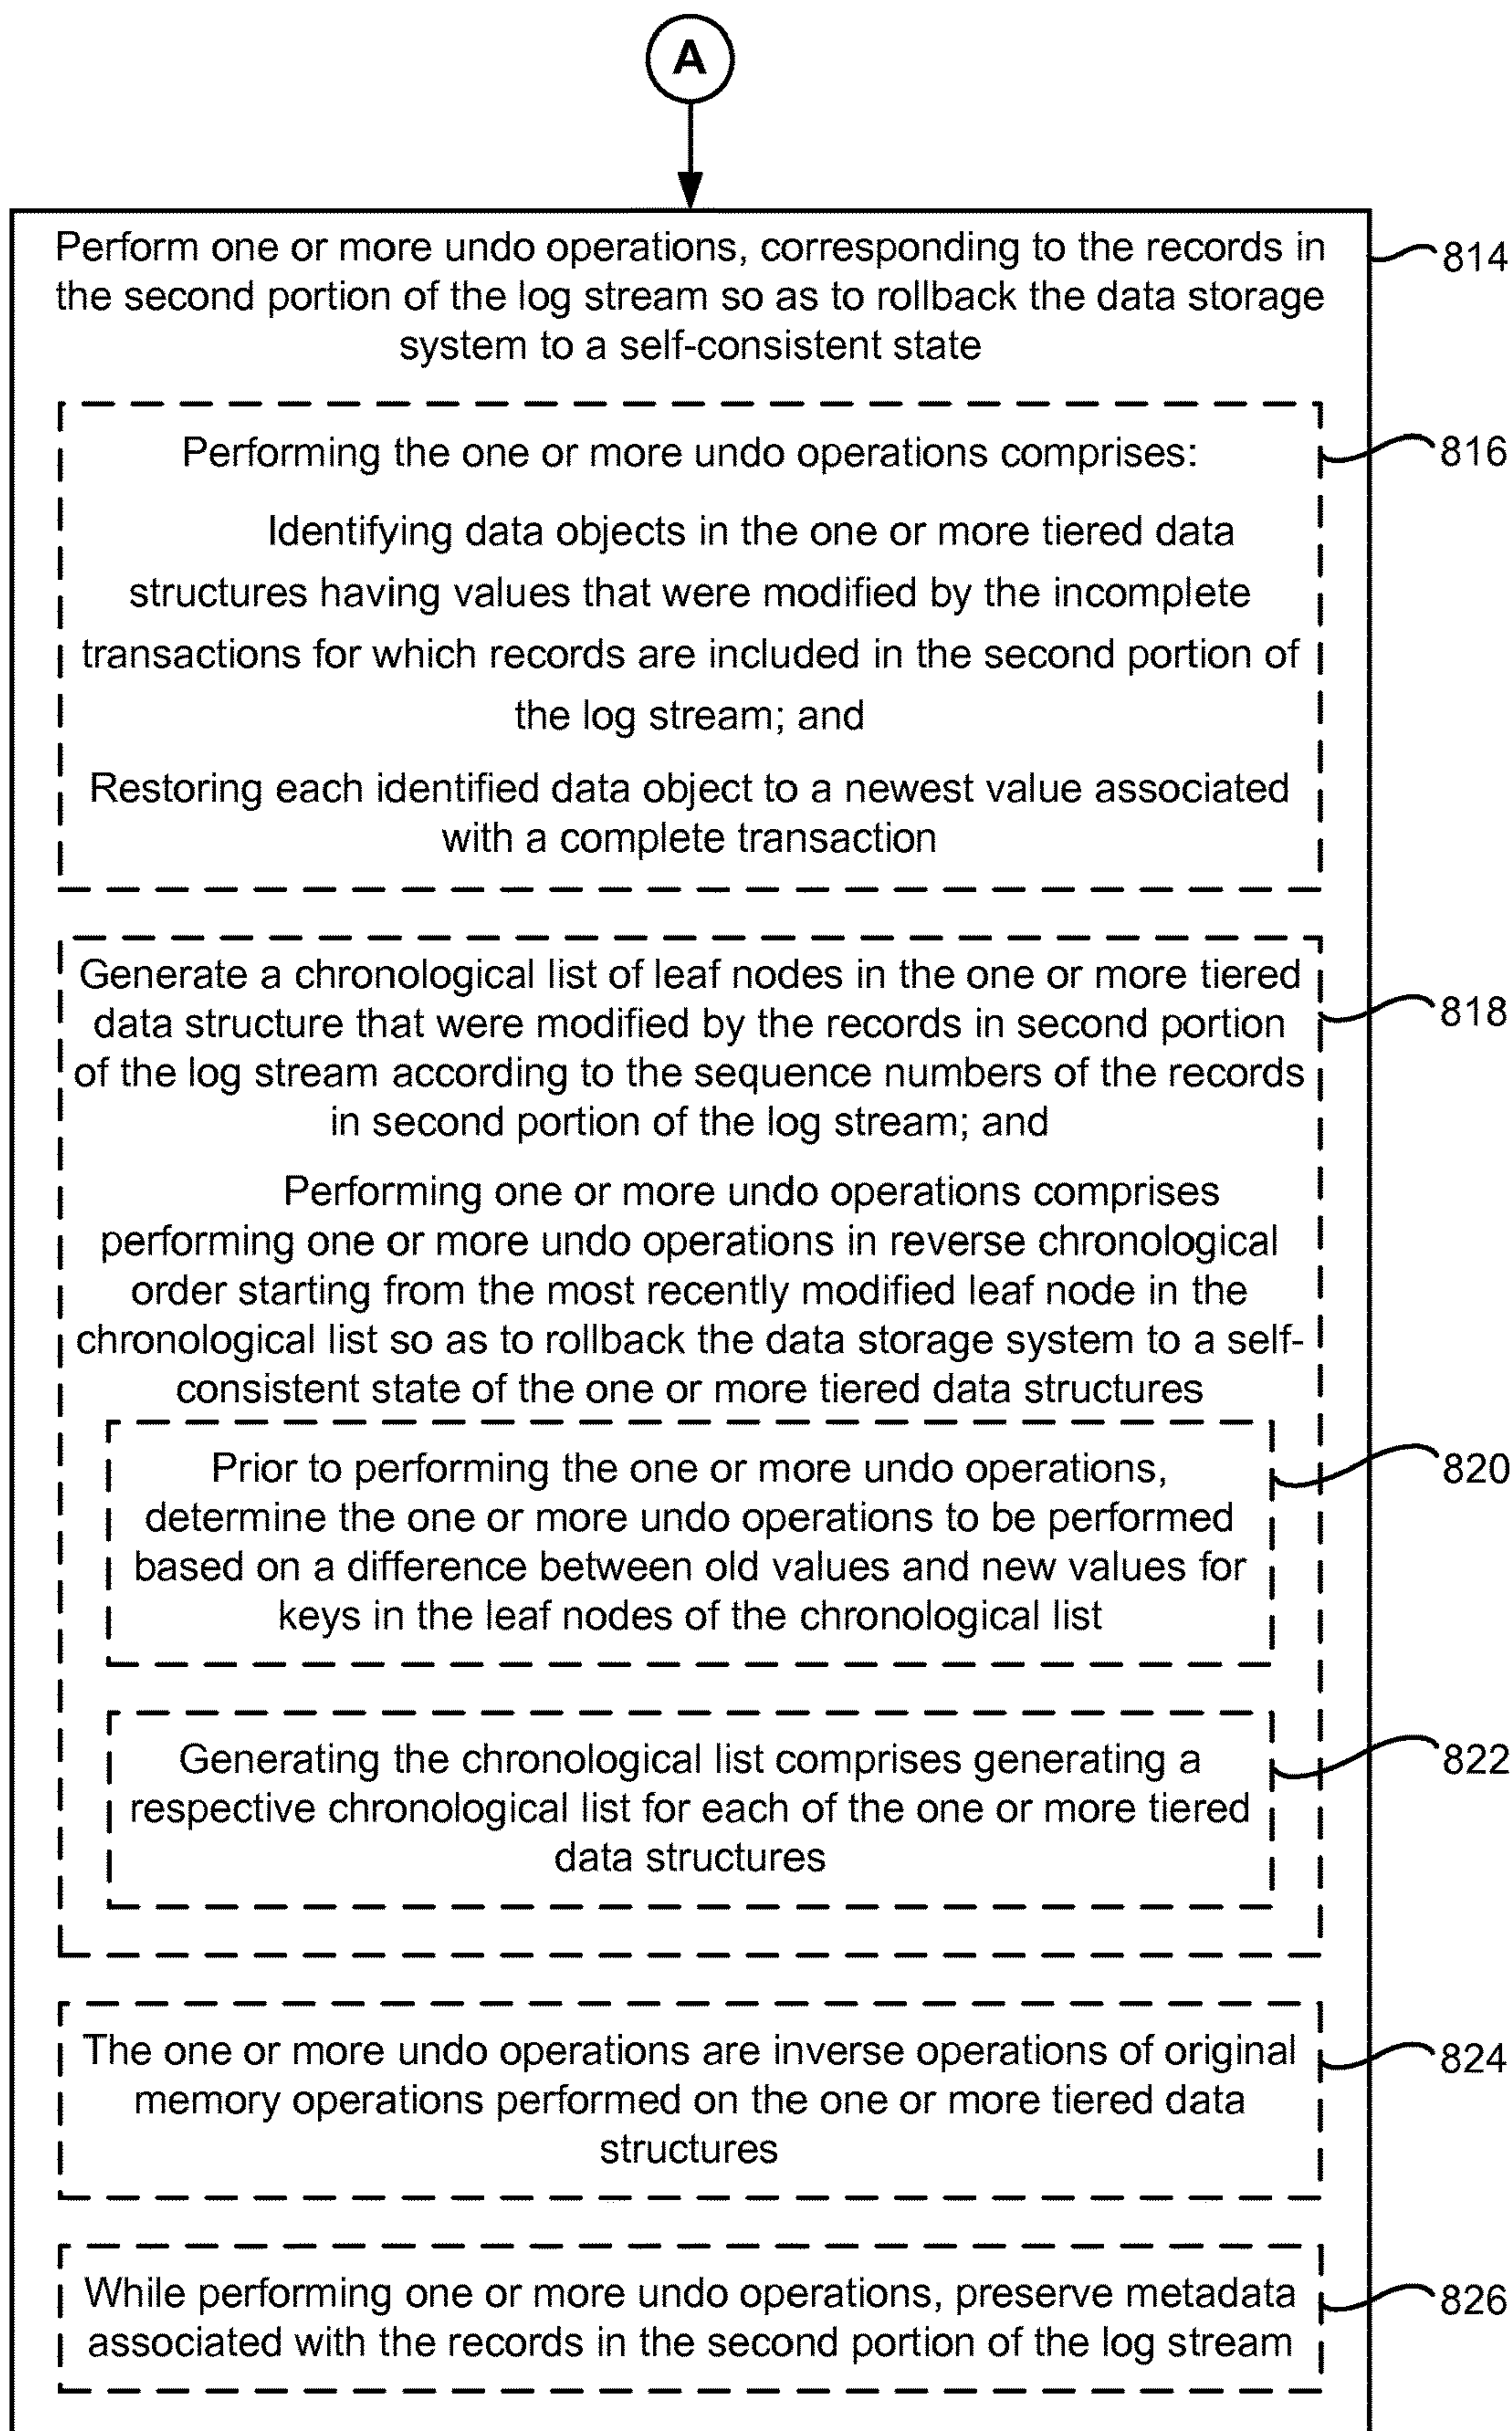 A
Perform one or more undo operations, corresponding to the records in
the second portion of the log stream so as to rollback the data storage
system to a self-consistent state
814
Performing the one or more undo operations comprises:
816
Identifying data objects in the one or more tiered data
structures having values that were modified by the incomplete
transactions for which records are included in the second portion of
the log stream; and
Restoring each identified data object to a newest value associated
with a complete transaction
Generate a chronological list of leaf nodes in the one or more tiered
data structure that were modified by the records in second portion
of the log stream according to the sequence numbers of the records
in second portion of the log stream; and
818
Performing one or more undo operations comprises
performing one or more undo operations in reverse chronological
order starting from the most recently modified leaf node in the
chronological list so as to rollback the data storage system to a self-
consistent state of the one or more tiered data structures
Prior to performing the one or more undo operations,
determine the one or more undo operations to be performed
based on a difference between old values and new values for
keys in the leaf nodes of the chronological list
820
Generating the chronological list comprises generating a
respective chronological list for each of the one or more tiered
data structures
822
The one or more undo operations are inverse operations of original
memory operations performed on the one or more tiered data
structures
824
While performing one or more undo operations, preserve metadata
associated with the records in the second portion of the log stream
826